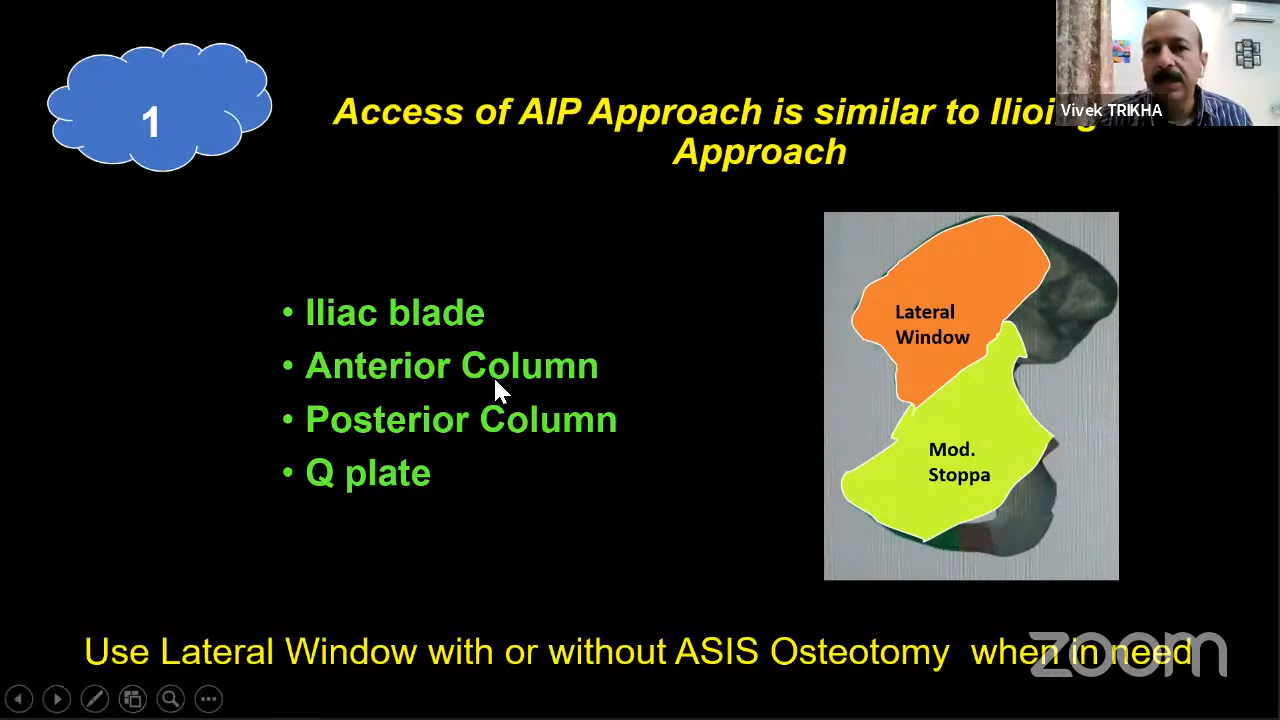 1
Access of AIP Approach is similar to
Approach
Vivek TRIKHA
• Iliac blade
• Anterior Column
• Posterior Column
• Q plate
Lateral
Window
Mod.
Stoppa
Use Lateral Window with or without ASIS Osteotomy when in need
zoom